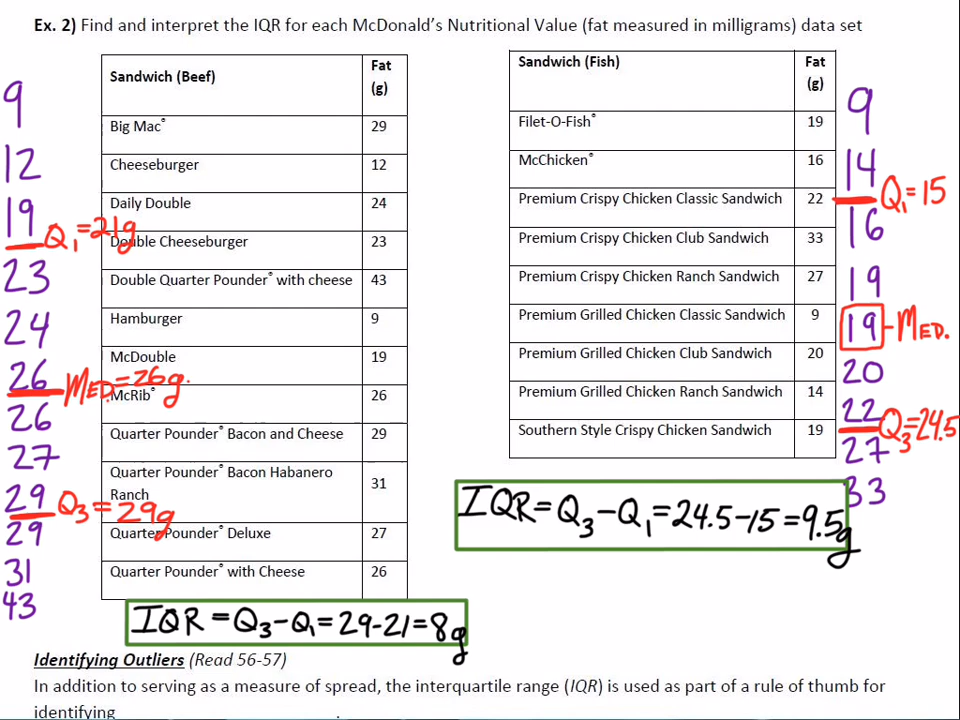 Ex. 2) Find and interpret the IQR for each McDonald's Nutritional Value (fat measured in milligrams) data set
Sandwich (Beef) Fat (g)
Big Mac® 29
Cheeseburger 12
Daily Double 24
Double Cheeseburger 23
Double Quarter Pounder® with cheese 43
Hamburger 9
McDouble 19
McRib® 26
Quarter Pounder® Bacon and Cheese 29
Quarter Pounder® Bacon Habanero
Ranch 31
Quarter Pounder® Deluxe 27
Quarter Pounder® with Cheese 26
9
12
19
Q₁=21g
23
24
26
MED.=26g.
26
27
29
Q₃=29g
29
31
43
IQR=Q₃-Q₁=29-21=8g
Sandwich (Fish) Fat (g)
Filet-O-Fish® 19
McChicken® 16
Premium Crispy Chicken Classic Sandwich 22
Premium Crispy Chicken Club Sandwich 33
Premium Crispy Chicken Ranch Sandwich 27
Premium Grilled Chicken Classic Sandwich 9
Premium Grilled Chicken Club Sandwich 20
Premium Grilled Chicken Ranch Sandwich 14
Southern Style Crispy Chicken Sandwich 19
9
14
Q₁=15
16
19
19-MED.
20
22
Q₃=24.5
27
33
IQR=Q₃-Q₁=24.5-15=9.5g
Identifying Outliers (Read 56-57)
In addition to serving as a measure of spread, the interquartile range (IQR) is used as part of a rule of thumb for
identifying ____________________.